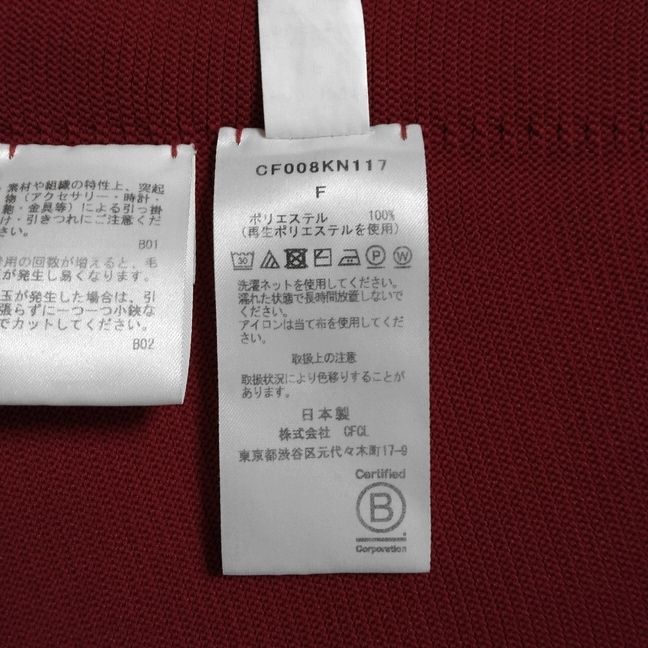 素材や組織の特性上、突起
物（アクセサリー・時計・
鞄・金具等）による引っ掛
け・引きつれにご注意くだ
さい。
B01
用の回数が増えると、毛
が発生し易くなります。
玉が発生した場合は、引
張らずに一つ一つ小鋏な
でカットしてください。
B02
CF008KN117
F
ポリエステル 100%
（再生ポリエステルを使用）
30 P W
洗濯ネットを使用してください。
濡れた状態で長時間放置しないで
ください。
アイロンは当て布を使用してくだ
さい。
取扱上の注意
取扱状況により色移りすることが
あります。
日本製
株式会社 CFCL
東京都渋谷区元代々木町17-9
Certified
B
Corporation